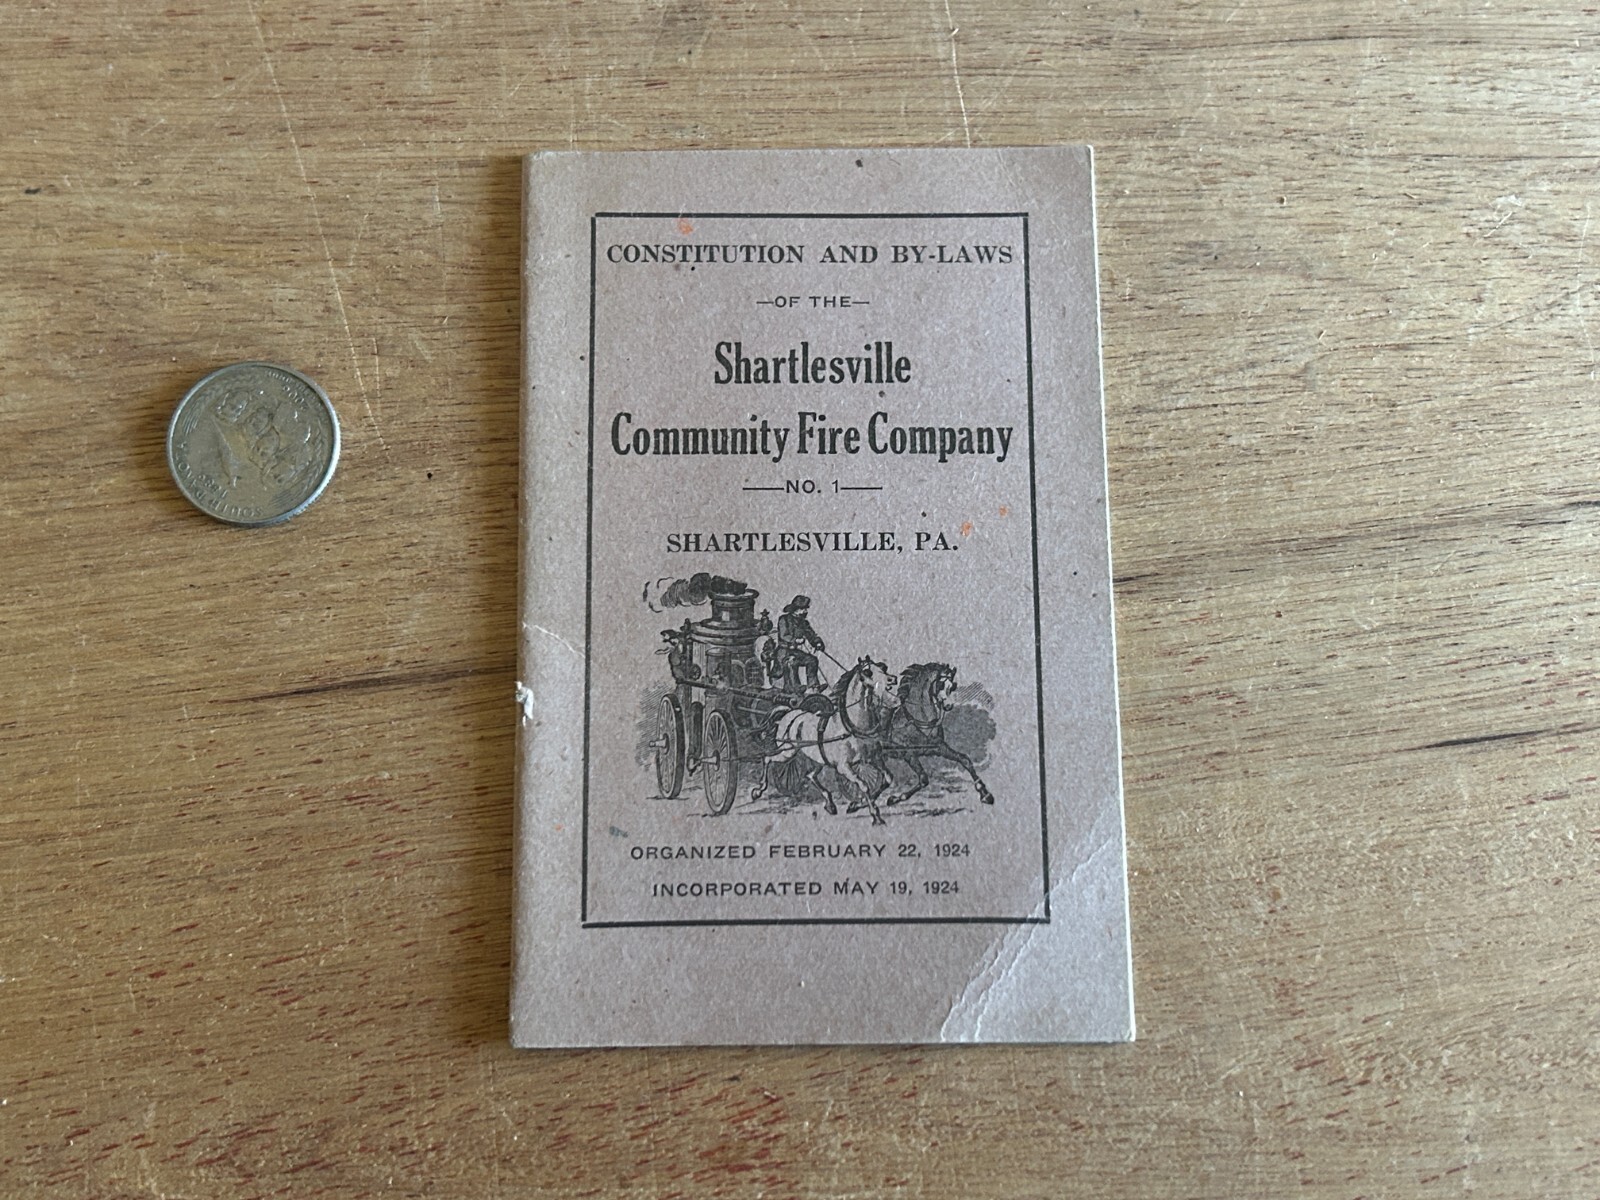 CONSTITUTION AND BY-LAWS
—OF THE—
Shartlesville
Community Fire Company
——NO. 1——
SHARTLESVILLE, PA.
ORGANIZED FEBRUARY 22, 1924
INCORPORATED MAY 19, 1924